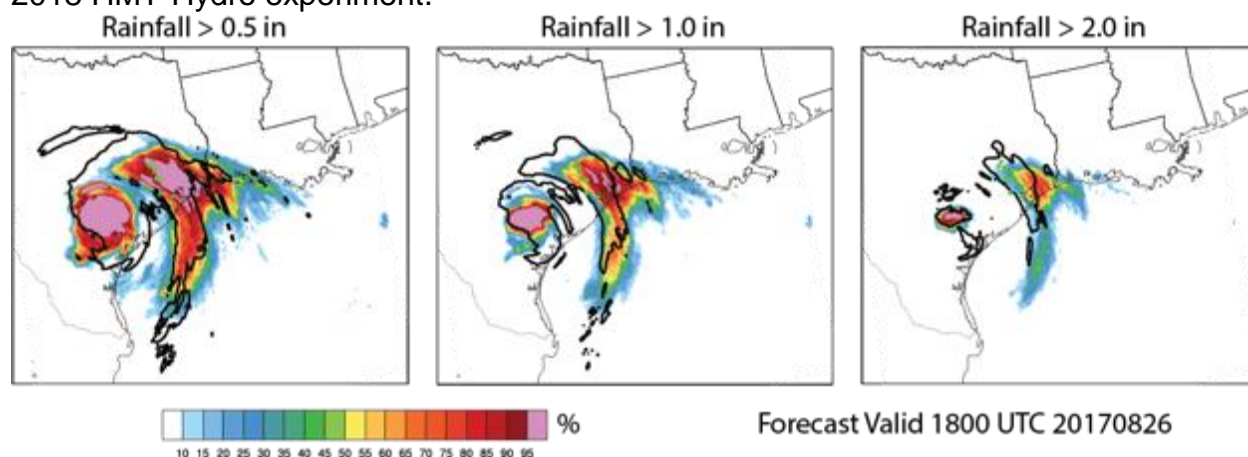 2018 HMT-Hydro experiment.
Rainfall > 0.5 in
Rainfall > 1.0 in
Rainfall > 2.0 in
%
10 15 20 25 30 35 40 45 50 55 60 65 70 75 80 85 90 95
Forecast Valid 1800 UTC 20170826